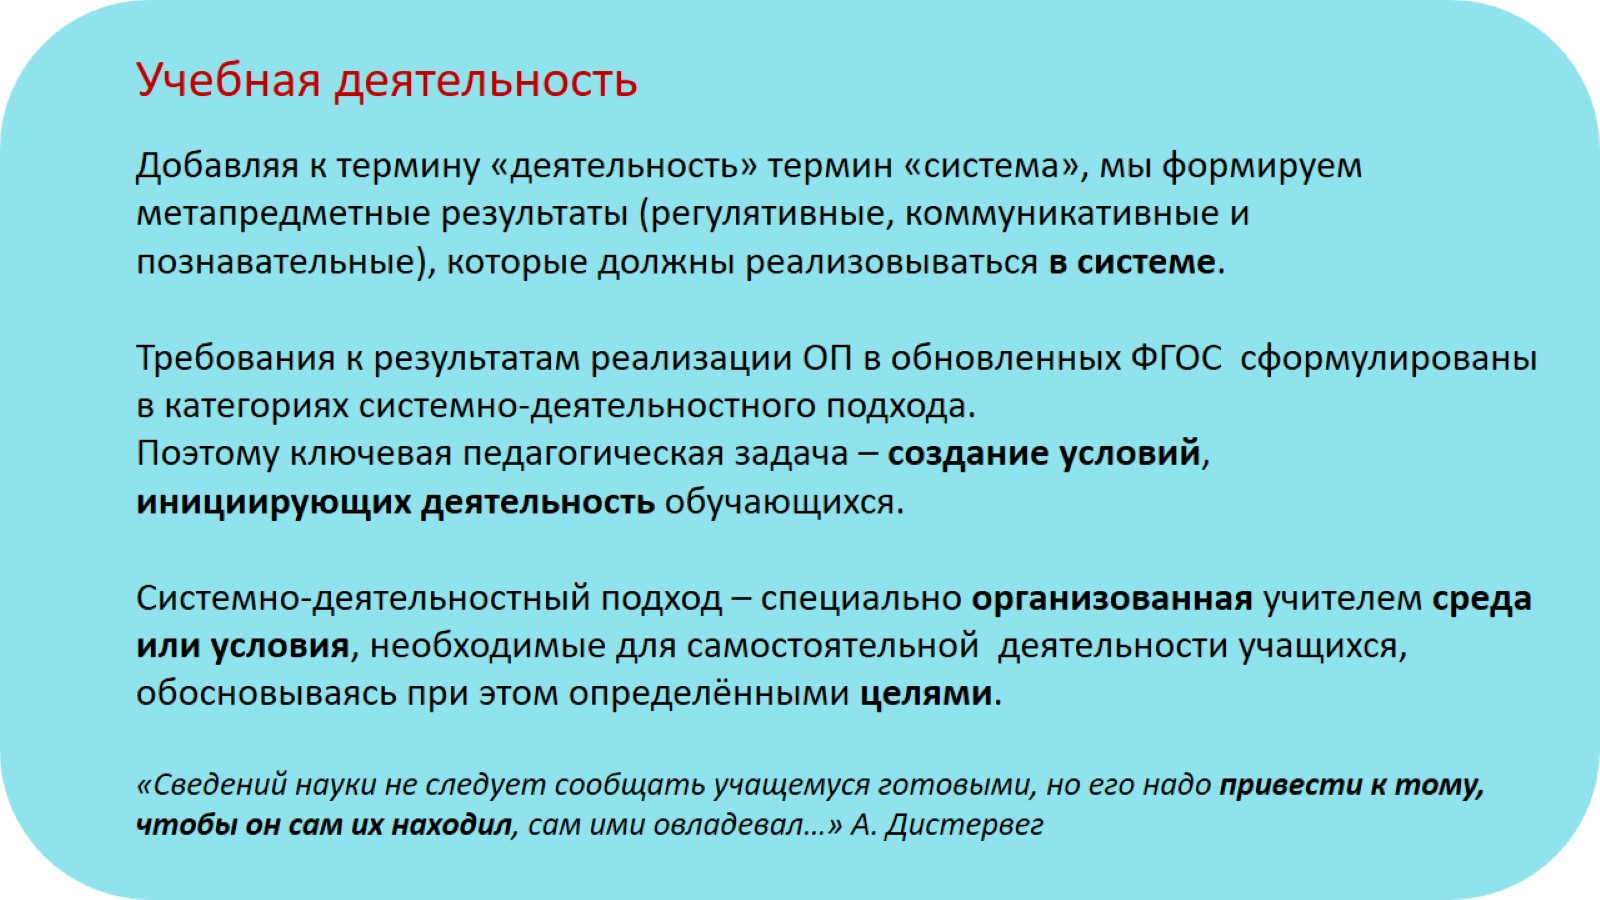 Учебная деятельность
Добавляя к термину «деятельность» термин «система», мы формируем
метапредметные результаты (регулятивные, коммуникативные и
познавательные), которые должны реализовываться в системе.
Требования к результатам реализации ОП в обновленных ФГОС  сформулированы
в категориях системно-деятельностного подхода.
Поэтому ключевая педагогическая задача – создание условий,
инициирующих деятельность обучающихся.
Системно-деятельностный подход – специально организованная учителем среда
или условия, необходимые для самостоятельной  деятельности учащихся,
обосновываясь при этом определёнными целями.
«Сведений науки не следует сообщать учащемуся готовыми, но его надо привести к тому,
чтобы он сам их находил, сам ими овладевал…» А. Дистервег